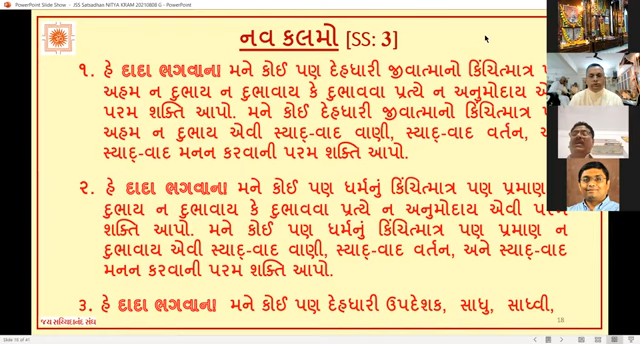 PowerPoint Slide Show - JSS Satsadhan NITYA KRAM 20210808 G - PowerPoint
નવ કલમો [SS: 3]
૧. હે દાદા ભગવાન! મને કોઈ પણ દેહધારી જીવાત્માનો કિંચિત્માત્ર
અહમ ન દુભાય ન દુભાવાય કે દુભાવવા પ્રત્યે ન અનુમોદાય
પરમ શક્તિ આપો. મને કોઈ દેહધારી જીવાત્માનો કિંચિત્માત્ર
અહમ ન દુભાય એવી સ્યાદ્-વાદ વાણી, સ્યાદ્-વાદ વર્તન,
સ્યાદ્-વાદ મનન કરવાની પરમ શક્તિ આપો.
૨. હે દાદા ભગવાન! મને કોઈ પણ ધર્મનું કિંચિત્માત્ર પણ પ્રમાણ
દુભાય ન દુભાવાય કે દુભાવવા પ્રત્યે ન અનુમોદાય એવી પરમ
શક્તિ આપો. મને કોઈ પણ ધર્મનું કિંચિત્માત્ર પણ પ્રમાણ ન
દુભાવાય એવી સ્યાદ્-વાદ વાણી, સ્યાદ્-વાદ વર્તન, અને સ્યાદ્-વાદ
મનન કરવાની પરમ શક્તિ આપો.
૩. હે દાદા ભગવાન! મને કોઈ પણ દેહધારી ઉપદેશક, સાધુ, સાધ્વી,
જય સચ્ચિદાનંદ સંઘ
18
Slide 18 of 41